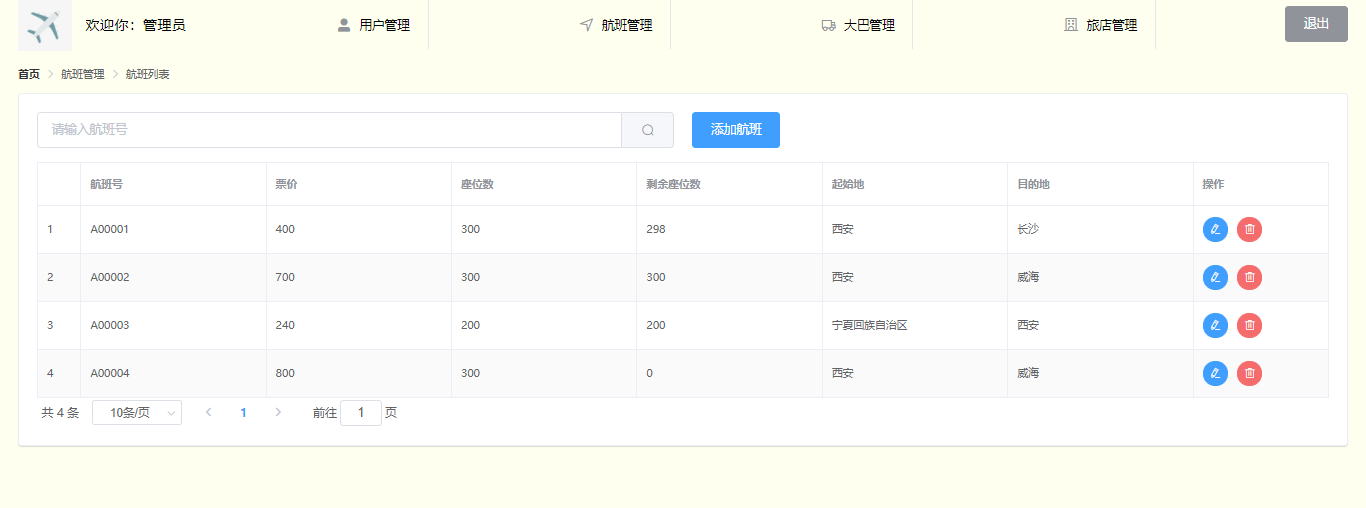 欢迎你：管理员 用户管理 航班管理 大巴管理 旅店管理 退出
首页 航班管理 航班列表
请输入航班号 添加航班
航班号 票价 座位数 剩余座位数 起始地 目的地 操作
1 A00001 400 300 298 西安 长沙
2 A00002 700 300 300 西安 威海
3 A00003 240 200 200 宁夏回族自治区 西安
4 A00004 800 300 0 西安 威海
共 4 条 10条/页 1 前往 1 页